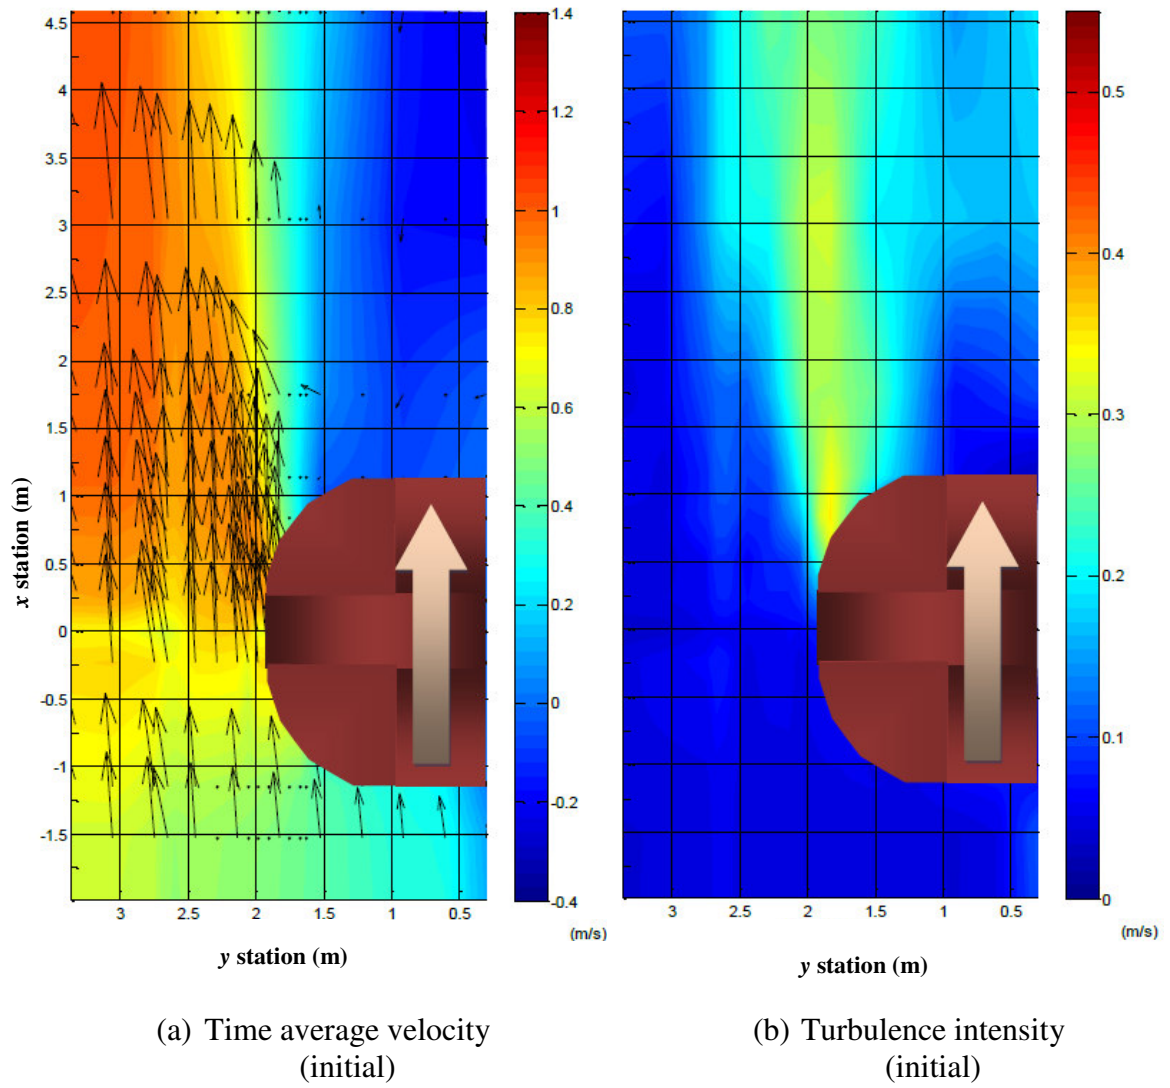 4.5
4
3.5
3
2.5
2
1.5
1
0.5
0
-0.5
-1
-1.5
x station (m)
3 2.5 2 1.5 1 0.5
y station (m)
1.4
1.2
1
0.8
0.6
0.4
0.2
0
-0.2
-0.4
(m/s)
3 2.5 2 1.5 1 0.5
y station (m)
0.5
0.4
0.3
0.2
0.1
0
(m/s)
(a) Time average velocity
(initial)
(b) Turbulence intensity
(initial)